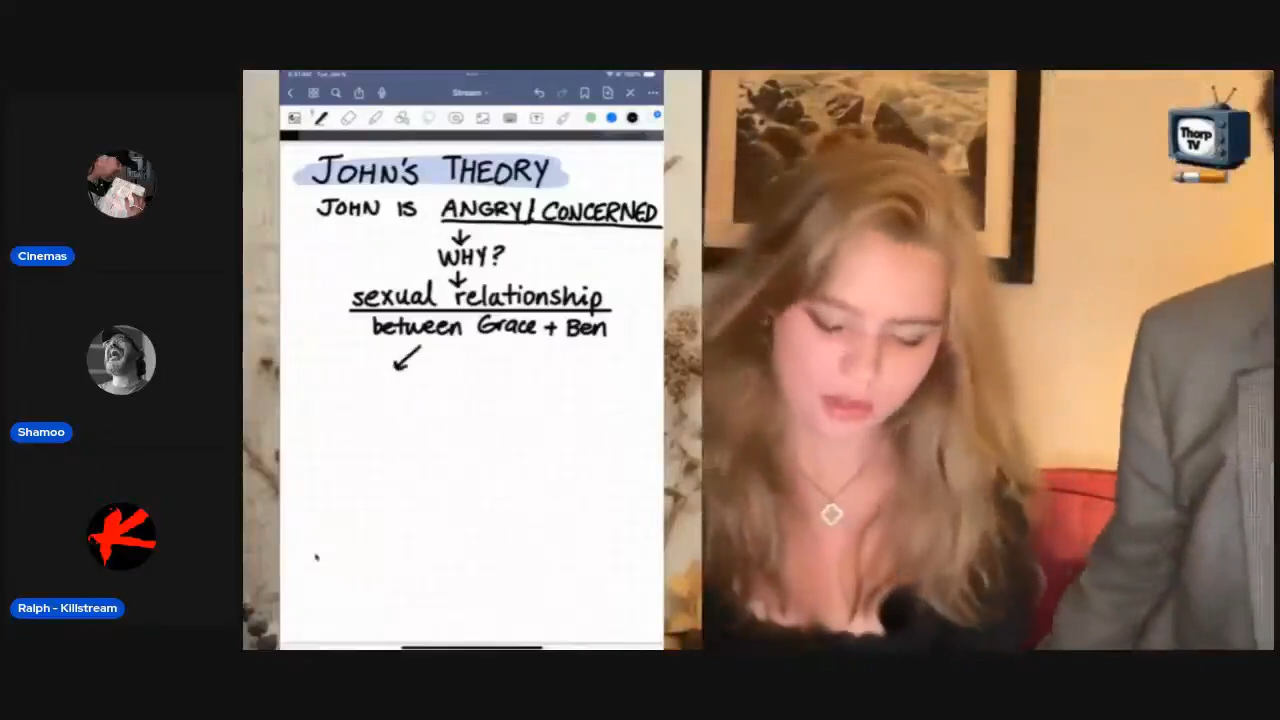 Stream
JOHN'S THEORY
JOHN IS ANGRY/CONCERNED
WHY?
sexual relationship
between Grace + Ben
Cinemas
Shamoo
Ralph - Killstream
Thorp
TV